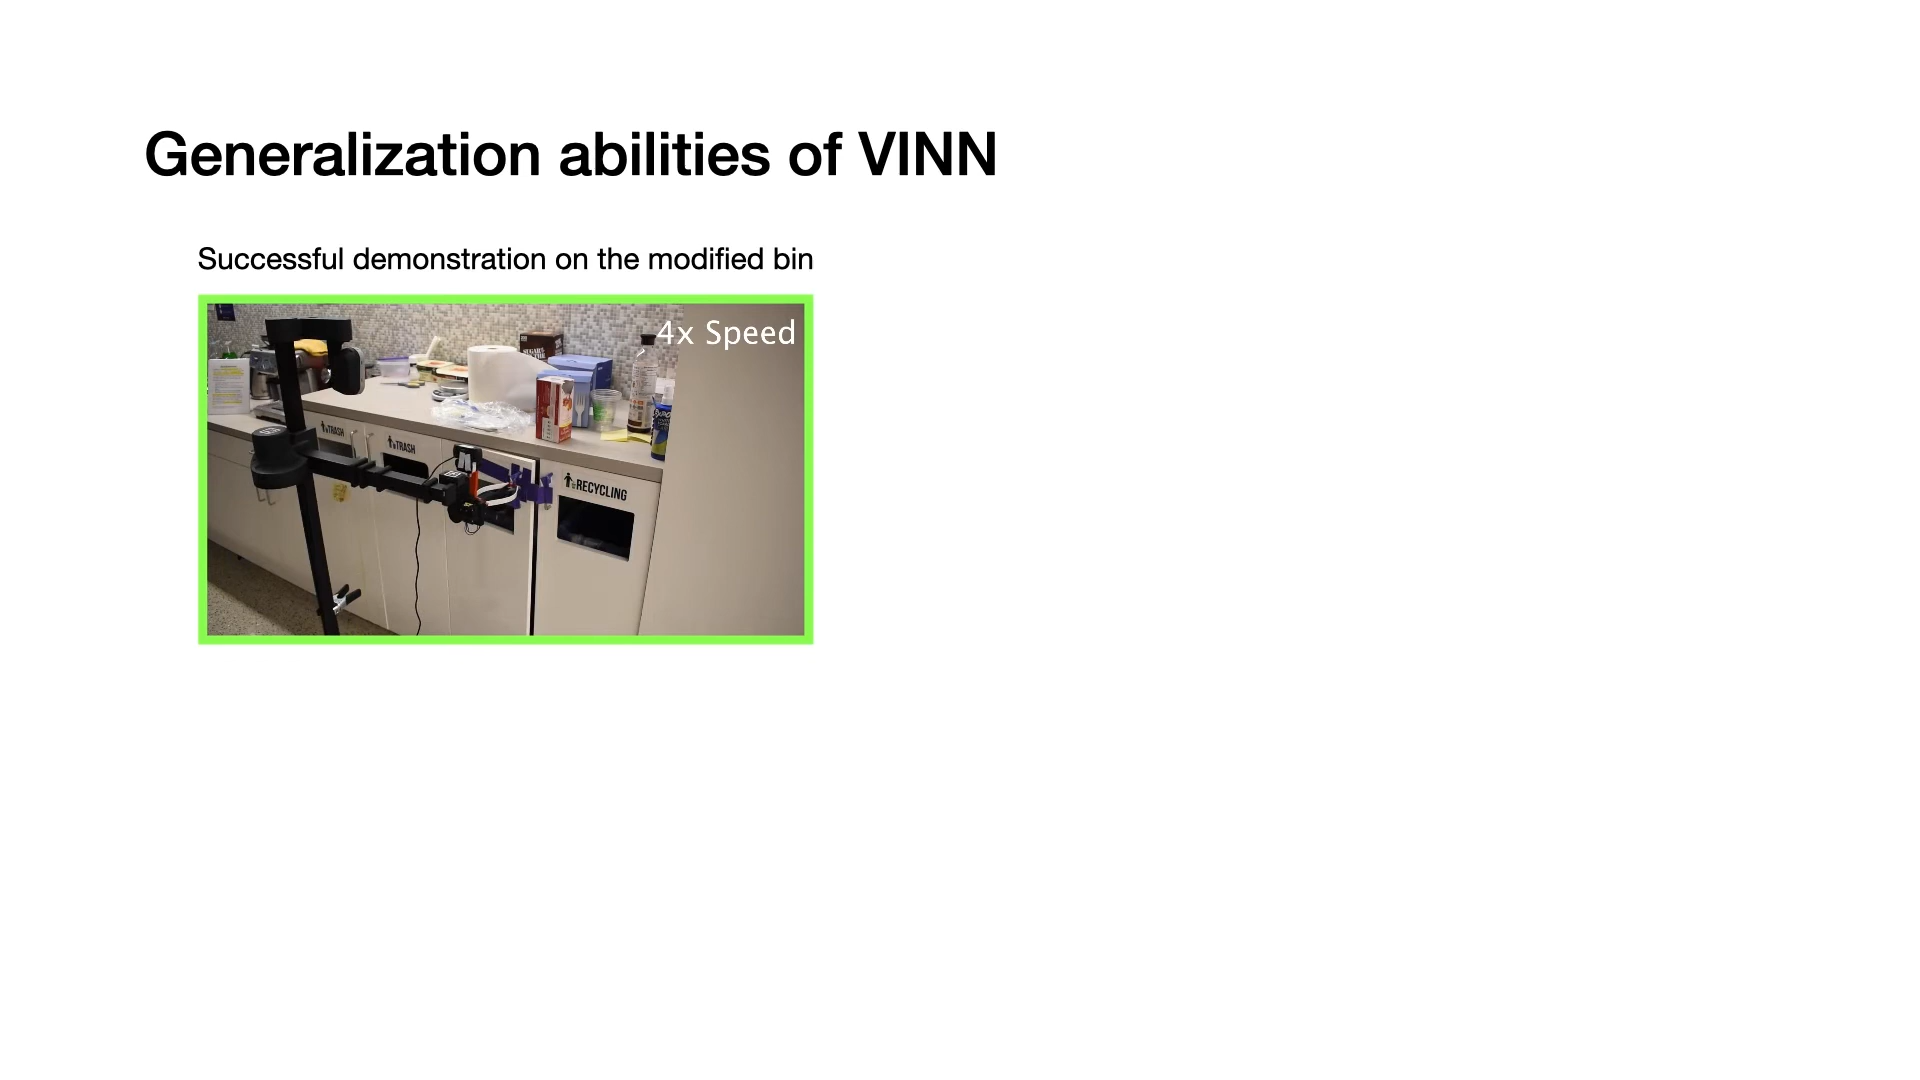 Generalization abilities of VINN
Successful demonstration on the modified bin
4x Speed
TRASH
TRASH
RECYCLING